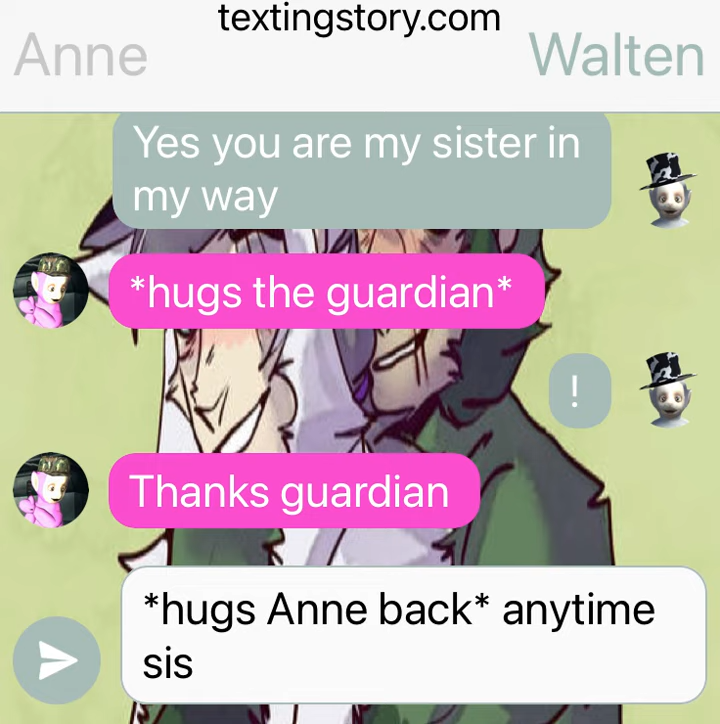 textingstory.com
Anne
Walten
Yes you are my sister in
my way
*hugs the guardian*
!
Thanks guardian
*hugs Anne back* anytime
sis